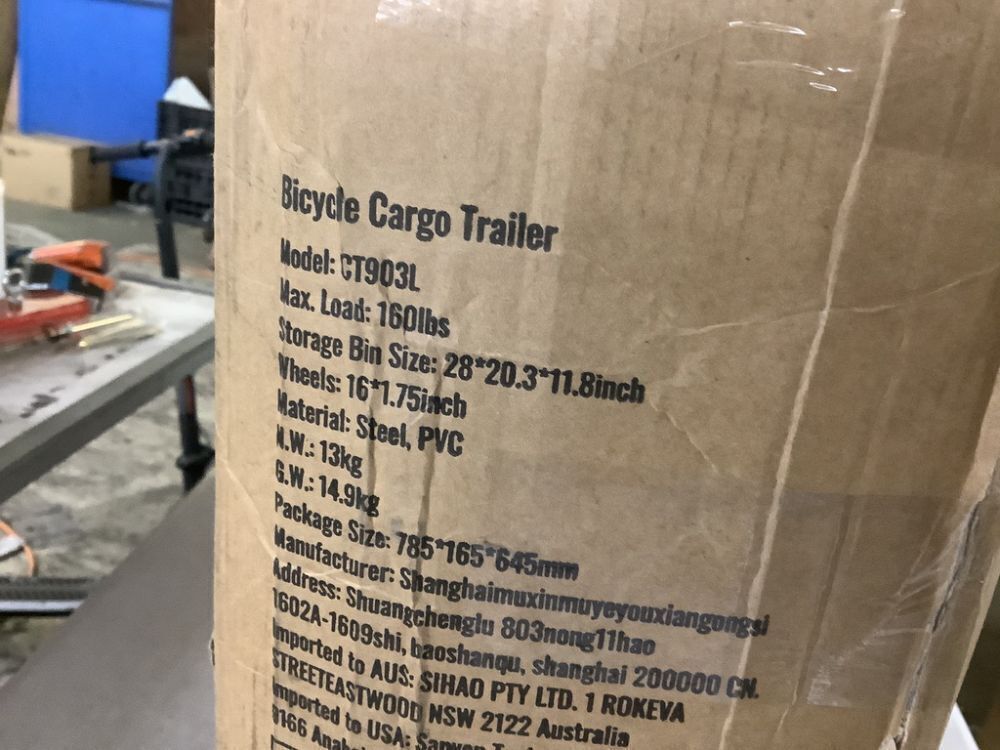 Bicycle Cargo Trailer
Model: CT903L
Max. Load: 160lbs
Storage Bin Size: 28*20.3*11.8inch
Wheels: 16*1.75inch
Material: Steel, PVC
N.W.: 13kg
G.W.: 14.9kg
Package Size: 785*165*645mm
Manufacturer: Shanghaimuxinmuyeyouxiangongsi
Address: Shuangchenglu 803nong11hao
1602A-1609shi, baoshanqu, shanghai 200000 CN.
Imported to AUS: SIHAO PTY LTD. 1 ROKEVA
STREETEASTWOOD NSW 2122 Australia
Imported to USA:
9166